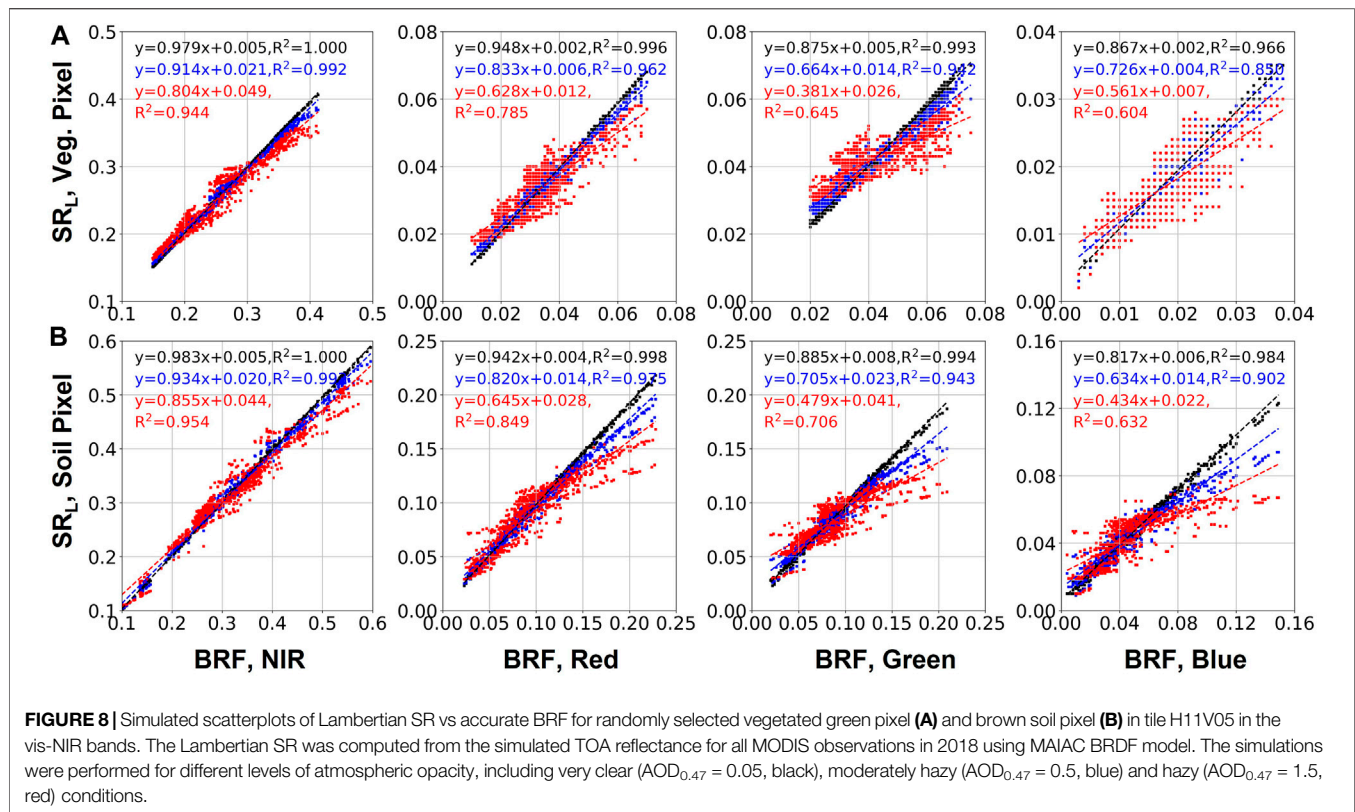 A
SR_L, Veg. Pixel
0.5
0.4
0.3
0.2
0.1
y=0.979x+0.005,R²=1.000
y=0.914x+0.021,R²=0.992
y=0.804x+0.049,
R²=0.944
0.1 0.2 0.3 0.4 0.5
0.08
0.06
0.04
0.02
0.00
y=0.948x+0.002,R²=0.996
y=0.833x+0.006,R²=0.962
y=0.628x+0.012,
R²=0.785
0.00 0.02 0.04 0.06 0.08
0.08
0.06
0.04
0.02
0.00
y=0.875x+0.005,R²=0.993
y=0.664x+0.014,R²=
y=0.381x+0.026,
R²=0.645
0.00 0.02 0.04 0.06 0.08
0.04
0.03
0.02
0.01
0.00
y=0.867x+0.002,R²=0.966
y=0.726x+0.004,R²=
y=0.561x+0.007,
R²=0.604
0.00 0.01 0.02 0.03 0.04
B
SR_L, Soil Pixel
0.6
0.5
0.4
0.3
0.2
0.1
y=0.983x+0.005,R²=1.000
y=0.934x+0.020,R²=
y=0.855x+0.044,
R²=0.954
0.1 0.2 0.3 0.4 0.5 0.6
BRF, NIR
0.25
0.20
0.15
0.10
0.05
0.00
y=0.942x+0.004,R²=0.998
y=0.820x+0.014,R²=0.975
y=0.645x+0.028,
R²=0.849
0.00 0.05 0.10 0.15 0.20 0.25
BRF, Red
0.25
0.20
0.15
0.10
0.05
0.00
y=0.885x+0.008,R²=0.994
y=0.705x+0.023,R²=0.943
y=0.479x+0.041,
R²=0.706
0.00 0.05 0.10 0.15 0.20 0.25
BRF, Green
0.16
0.12
0.08
0.04
0.00
y=0.817x+0.006,R²=0.984
y=0.634x+0.014,R²=0.902
y=0.434x+0.022,
R²=0.632
0.00 0.04 0.08 0.12 0.16
BRF, Blue
FIGURE 8 | Simulated scatterplots of Lambertian SR vs accurate BRF for randomly selected vegetated green pixel (A) and brown soil pixel (B) in tile H11V05 in the
vis-NIR bands. The Lambertian SR was computed from the simulated TOA reflectance for all MODIS observations in 2018 using MAIAC BRDF model. The simulations
were performed for different levels of atmospheric opacity, including very clear (AOD₀.₄₇ = 0.05, black), moderately hazy (AOD₀.₄₇ = 0.5, blue) and hazy (AOD₀.₄₇ = 1.5,
red) conditions.